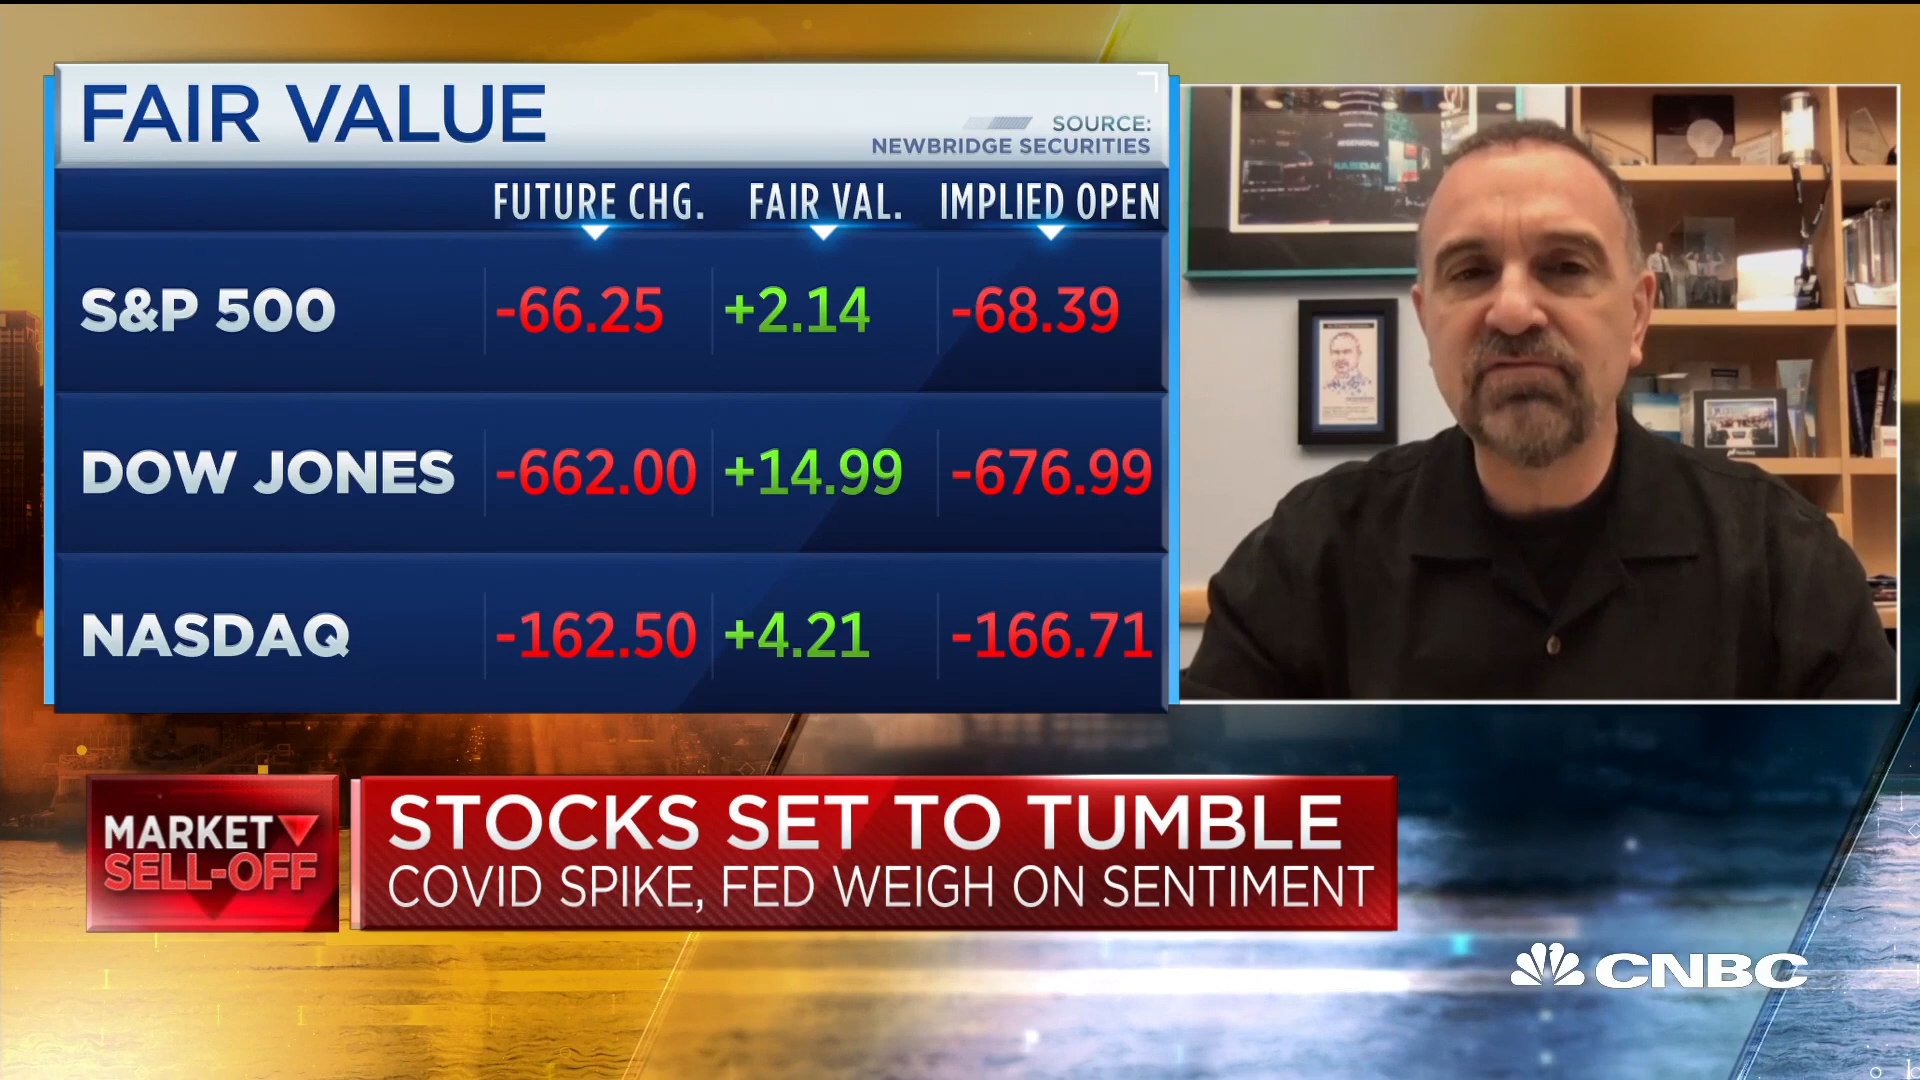 FAIR VALUE
SOURCE:
NEWBRIDGE SECURITIES
FUTURE CHG. FAIR VAL. IMPLIED OPEN
S&P 500 -66.25 +2.14 -68.39
DOW JONES -662.00 +14.99 -676.99
NASDAQ -162.50 +4.21 -166.71
REGENERON
NASDAQ
MARKET
SELL-OFF
STOCKS SET TO TUMBLE
COVID SPIKE, FED WEIGH ON SENTIMENT
CNBC